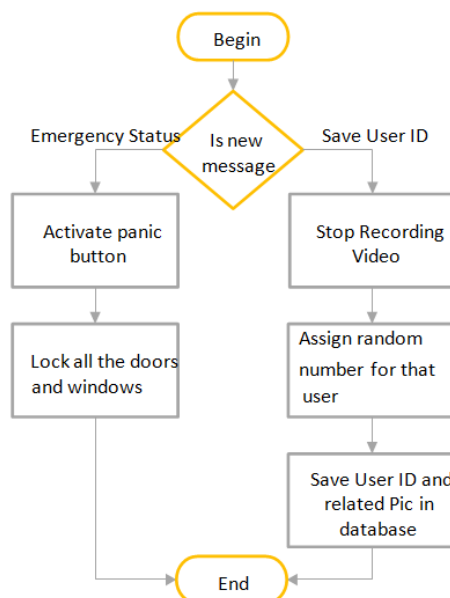 Begin
Is new
message
Emergency Status
Save User ID
Activate panic
button
Lock all the doors
and windows
Stop Recording
Video
Assign random
number for that
user
Save User ID and
related Pic in
database
End